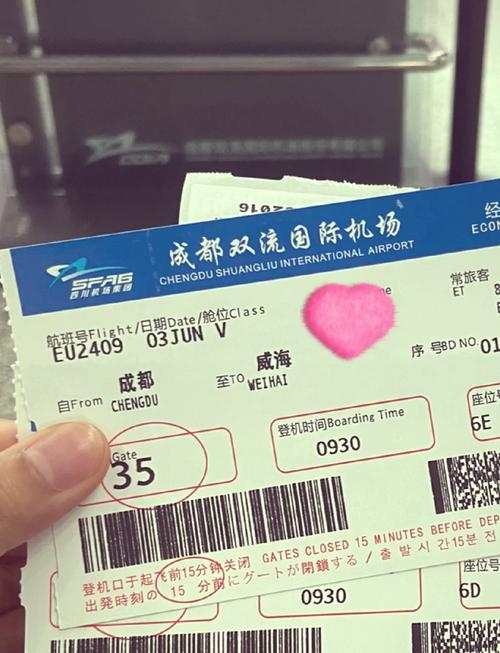 成都双流国际机场
CHENGDU SHUANGLIU INTERNATIONAL AIRPORT
SPAG
四川机场集团
经
ECON
航班号Flight/日期Date/舱位Class
EU2409 03JUN V
常旅客
ET 8
自From 成都 CHENGDU
至TO 威海 WEIHAI
序 号BD NO. 01
Gate
35
登机时间Boarding Time
0930
座位号
6E
登机口于起飞前15分钟关闭 GATES CLOSED 15 MINUTES BEFORE DEP
出発時刻の 15 分前にゲートが閉鎖する / 출발시간15분 전
0930
座位号
6D